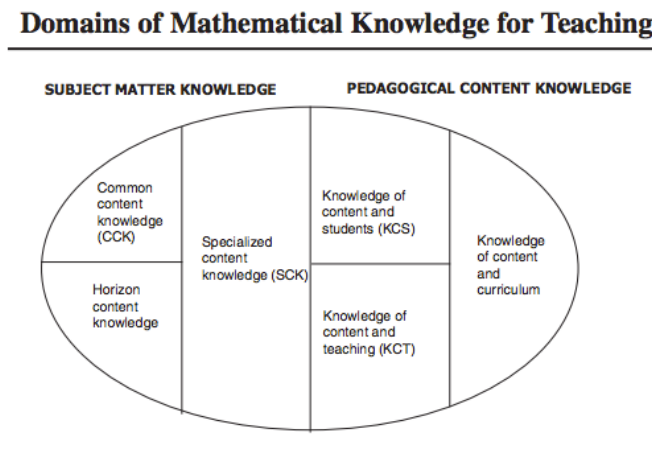 Domains of Mathematical Knowledge for Teaching
SUBJECT MATTER KNOWLEDGE
PEDAGOGICAL CONTENT KNOWLEDGE
Common
content
knowledge
(CCK)
Horizon
content
knowledge
Specialized
content
knowledge (SCK)
Knowledge of
content and
students (KCS)
Knowledge of
content and
teaching (KCT)
Knowledge
of content
and
curriculum